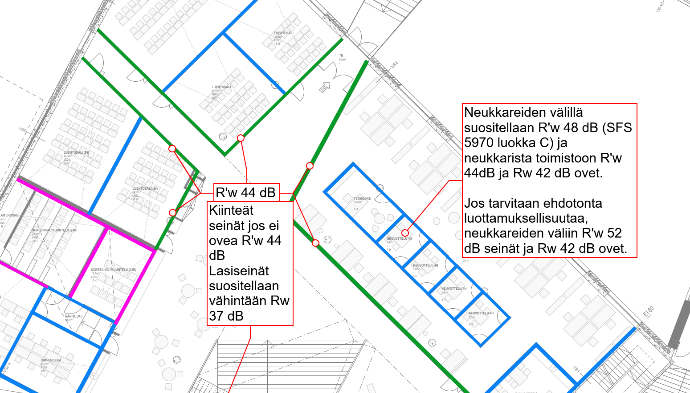 Neukkareiden välillä
suositellaan R'w 48 dB (SFS
5970 luokka C) ja
neukkarista toimistoon R'w
44dB ja Rw 42 dB ovet.
Jos tarvitaan ehdotonta
luottamuksellisuutaa,
neukkareiden väliin R'w 52
dB seinät ja Rw 42 dB ovet.
R'w 44 dB
Kiinteät
seinät jos ei
ovea R'w 44
dB
Lasiseinät
suositellaan
vähintään Rw
37 dB